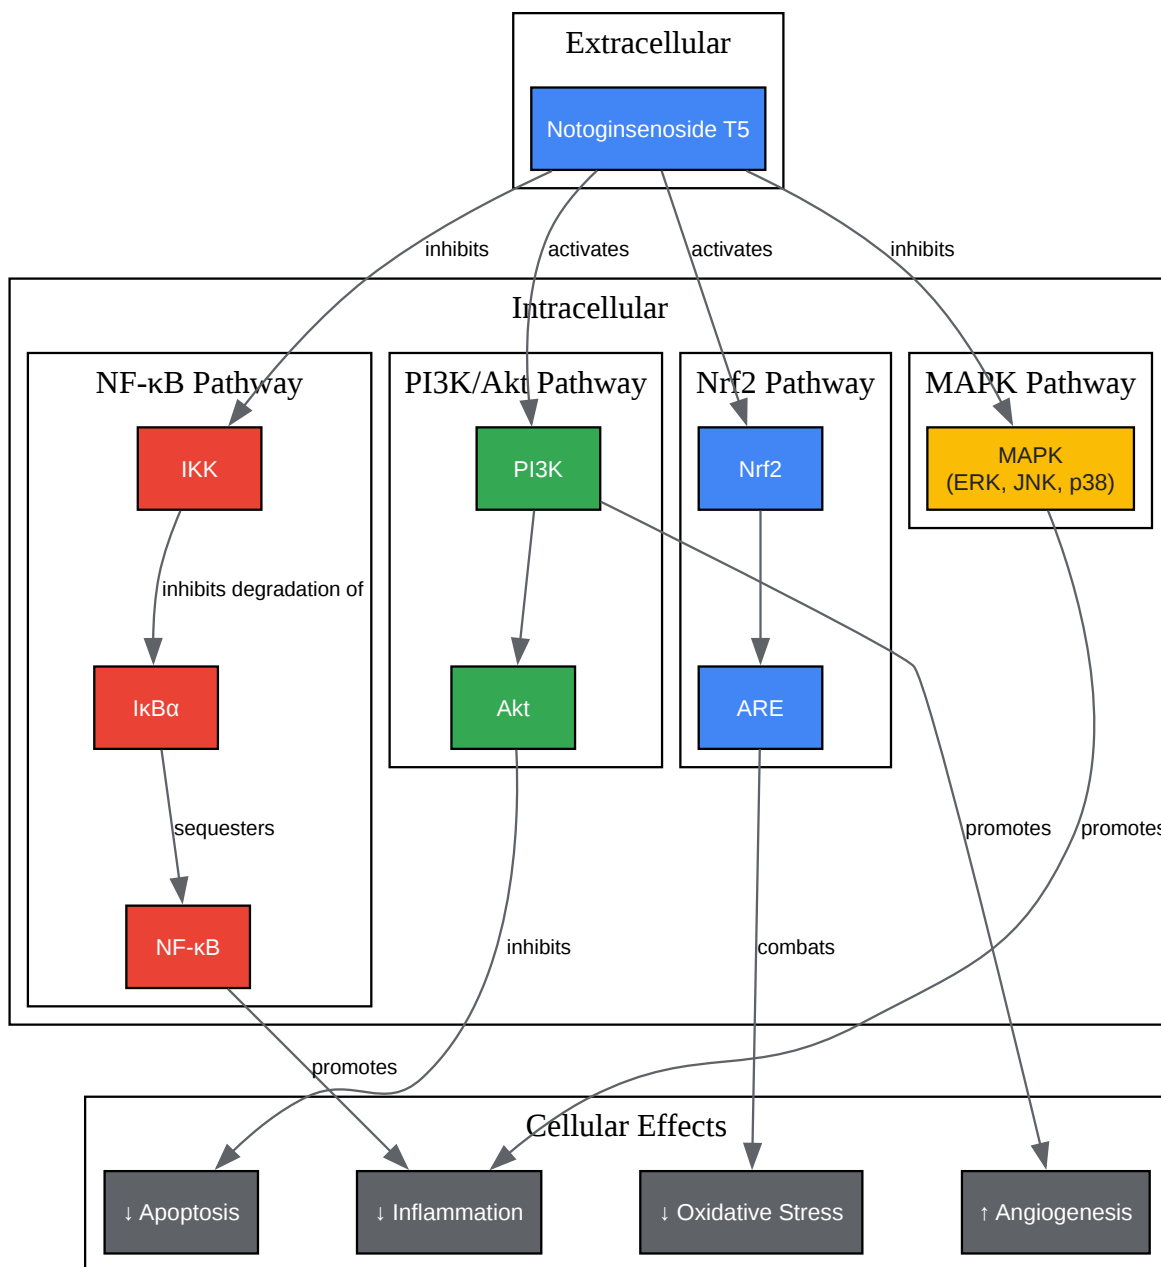 Extracellular
Notoginsenoside T5
inhibits
activates
activates
inhibits
Intracellular
NF-κB Pathway
PI3K/Akt Pathway
Nrf2 Pathway
MAPK Pathway
IKK
PI3K
Nrf2
MAPK
(ERK, JNK, p38)
inhibits degradation of
IκBα
Akt
ARE
sequesters
promotes
promotes
NF-κB
inhibits
combats
promotes
Cellular Effects
↓ Apoptosis
↓ Inflammation
↓ Oxidative Stress
↑ Angiogenesis